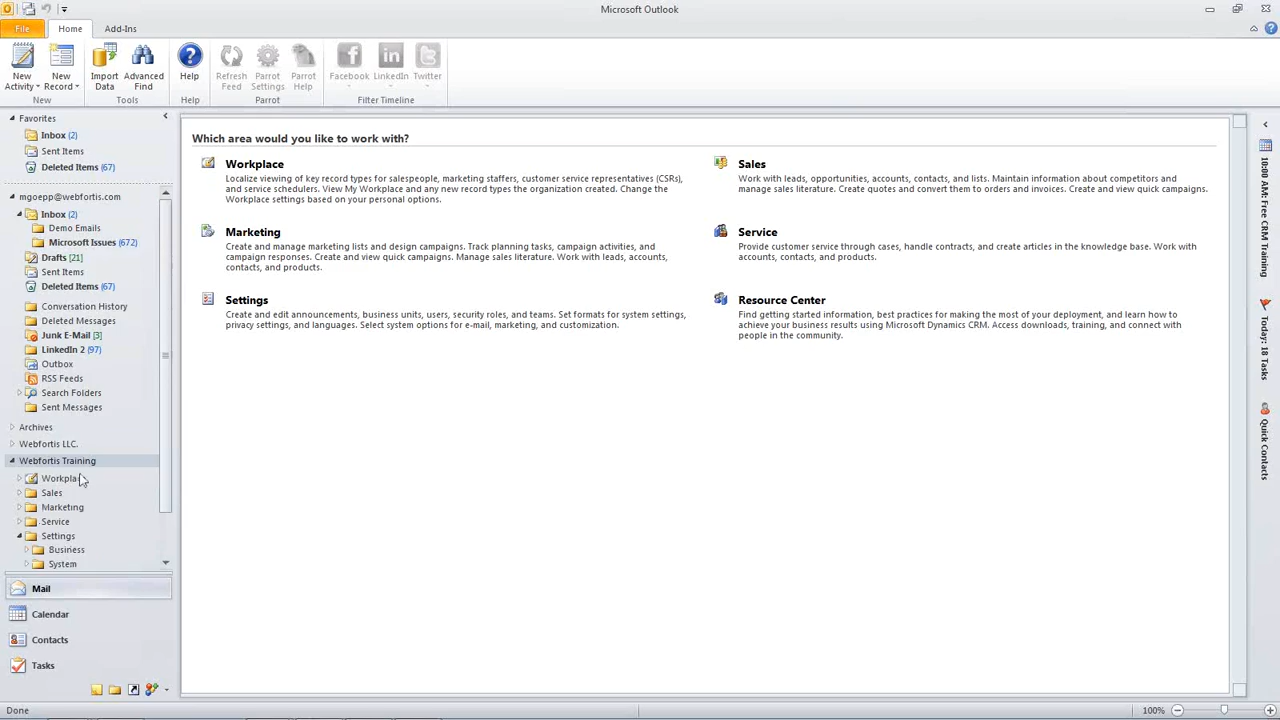 Microsoft Outlook
File Home Add-Ins
New Activity
New Record
Import Data
Advanced Find
Help
Refresh Feed
Parrot Settings
Parrot Help
Facebook
LinkedIn
Twitter
New Tools Help Parrot Filter Timeline
Favorites
Inbox (2)
Sent Items
Deleted Items (67)
mgoepp@webfortis.com
Inbox (2)
Demo Emails
Microsoft Issues (672)
Drafts [21]
Sent Items
Deleted Items (67)
Conversation History
Deleted Messages
Junk E-Mail [3]
LinkedIn 2 (97)
Outbox
RSS Feeds
Search Folders
Sent Messages
Archives
Webfortis LLC.
Webfortis Training
Sales
Marketing
Service
Settings
Business
System
Mail
Calendar
Contacts
Tasks
Which area would you like to work with?
Workplace
Localize viewing of key record types for salespeople, marketing staffers, customer service representatives (CSRs),
and service schedulers. View My Workplace and any new record types the organization created. Change the
Workplace settings based on your personal options.
Sales
Work with leads, opportunities, accounts, contacts, and lists. Maintain information about competitors and
manage sales literature. Create quotes and convert them to orders and invoices. Create and view quick campaigns.
Marketing
Create and manage marketing lists and design campaigns. Track planning tasks, campaign activities, and
campaign responses. Create and view quick campaigns. Manage sales literature. Work with leads, accounts,
contacts, and products.
Service
Provide customer service through cases, handle contracts, and create articles in the knowledge base. Work with
accounts, contacts, and products.
Settings
Create and edit announcements, business units, users, security roles, and teams. Set formats for system settings,
privacy settings, and languages. Select system options for e-mail, marketing, and customization.
Resource Center
Find getting started information, best practices for making the most of your deployment, and learn how to
achieve your business results using Microsoft Dynamics CRM. Access downloads, training, and connect with
people in the community.
Free CRM Training
Today: 18 Tasks
Quick Contacts
Done
100%